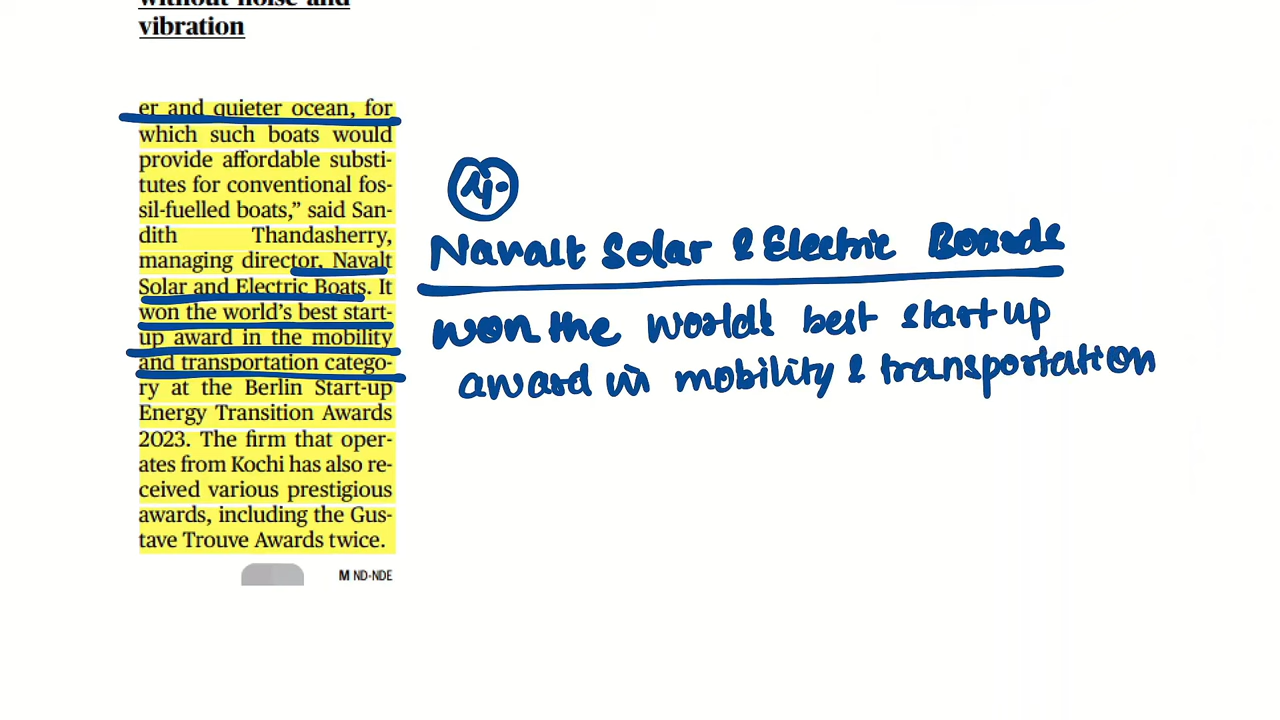 without noise and
vibration
er and quieter ocean, for
which such boats would
provide affordable substi-
tutes for conventional fos-
sil-fuelled boats,” said San-
dith Thandasherry,
managing director, Navalt
Solar and Electric Boats. It
won the world’s best start-
up award in the mobility
and transportation catego-
ry at the Berlin Start-up
Energy Transition Awards
2023. The firm that oper-
ates from Kochi has also re-
ceived various prestigious
awards, including the Gus-
tave Trouve Awards twice.
M ND-NDE
Navalt Solar & Electric Boards
won the world's best start up
award in mobility & transportation